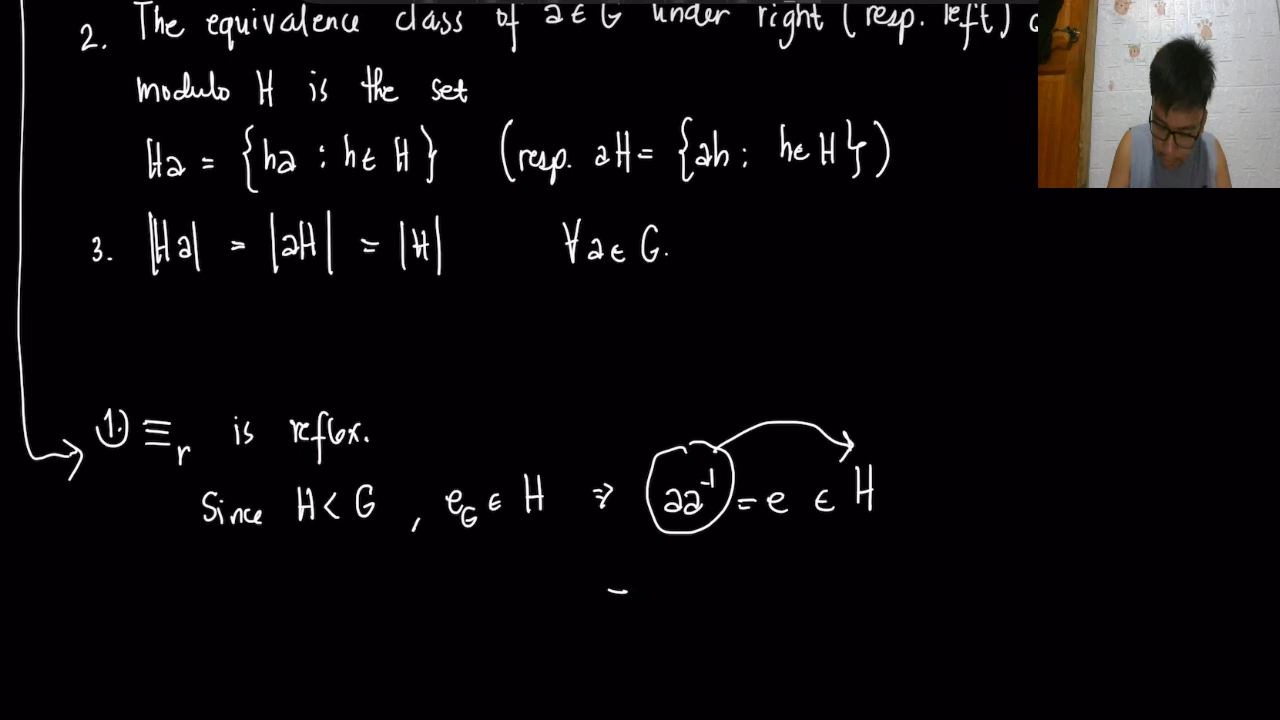 2. The equivalence class of a ∈ G under right (resp. left)
modulo H is the set
Ha = {ha : h ∈ H} (resp. aH = {ah : h ∈ H})
3. |Ha| = |aH| = |H| ∀ a ∈ G.
1. ≡r is reflex.
Since H < G, e_G ∈ H ⇒ aa⁻¹ = e ∈ H